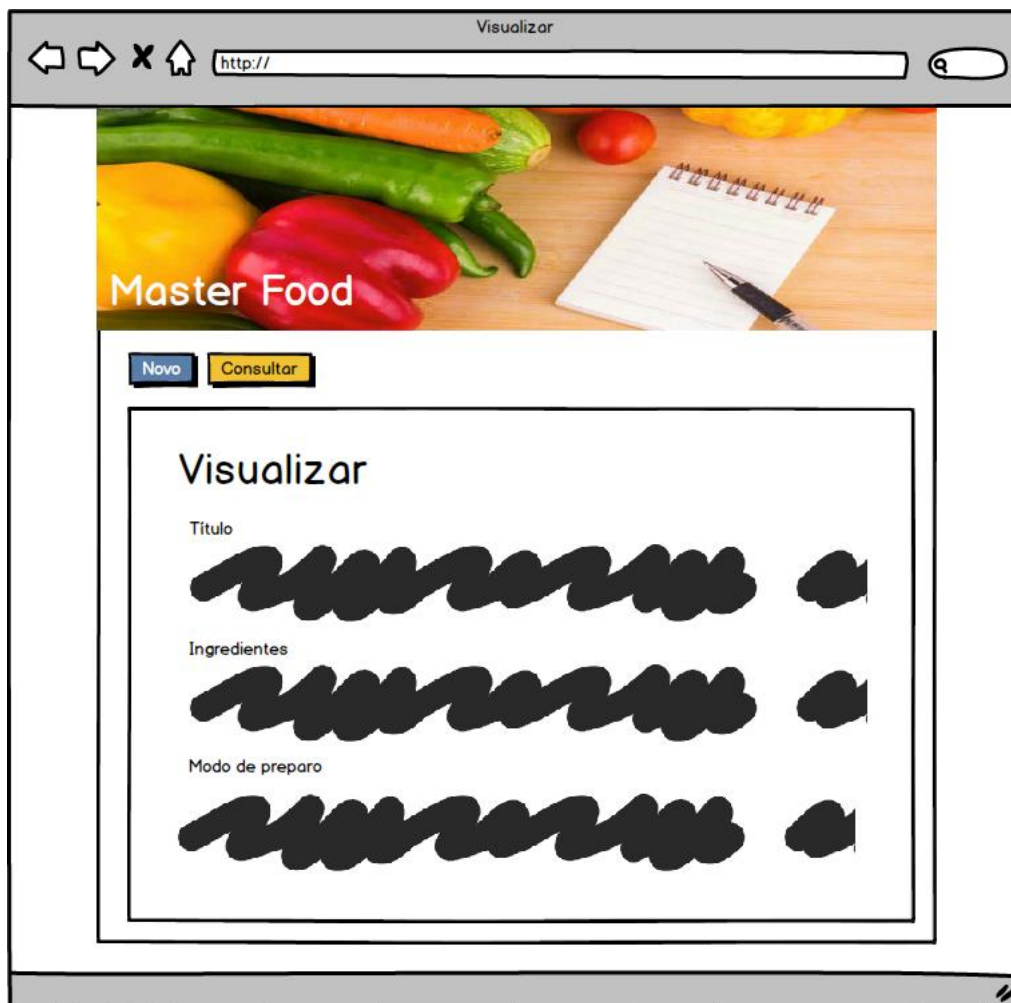 Visualizar
http://
Master Food
Novo Consultar
Visualizar
Título
Ingredientes
Modo de preparo